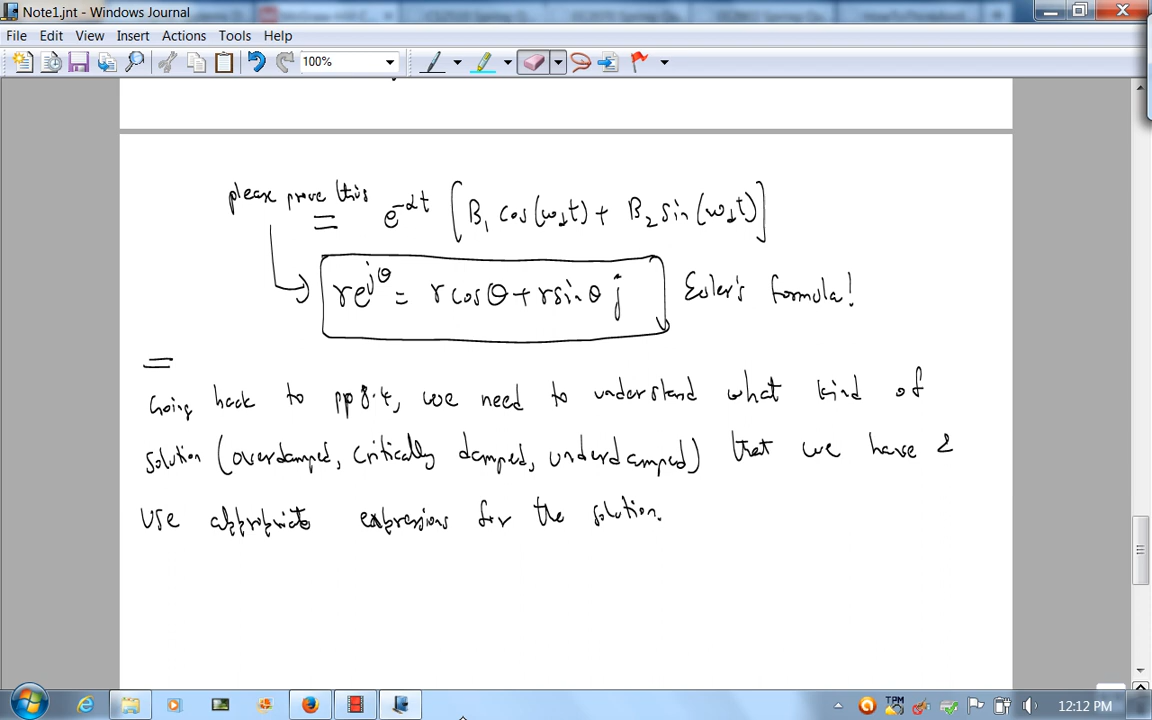 Note1.jnt - Windows Journal
File Edit View Insert Actions Tools Help
100%
please prove this = e^-αt [B₁ cos(ω_d t) + B₂ sin(ω_d t)]
re^jθ = r cosθ + r sinθ j Euler's formula!
=
Going back to pp 8.4, we need to understand what kind of
solution (overdamped, critically damped, underdamped) that we have &
use appropriate expressions for the solution.
12:12 PM